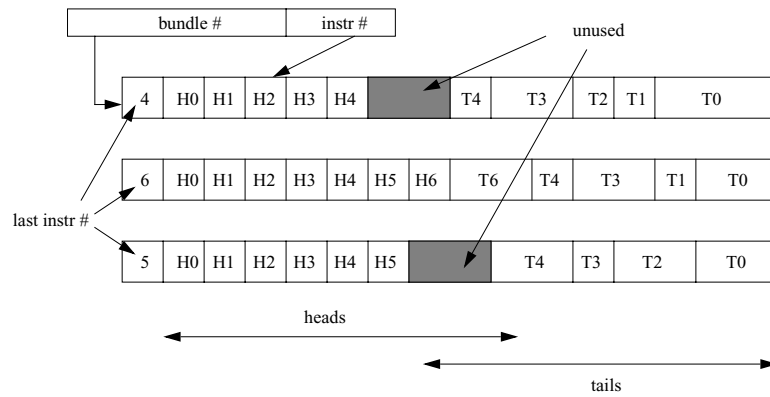 bundle # instr #
unused
4 H0 H1 H2 H3 H4 T4 T3 T2 T1 T0
6 H0 H1 H2 H3 H4 H5 H6 T6 T4 T3 T1 T0
last instr #
5 H0 H1 H2 H3 H4 H5 T4 T3 T2 T0
heads
tails